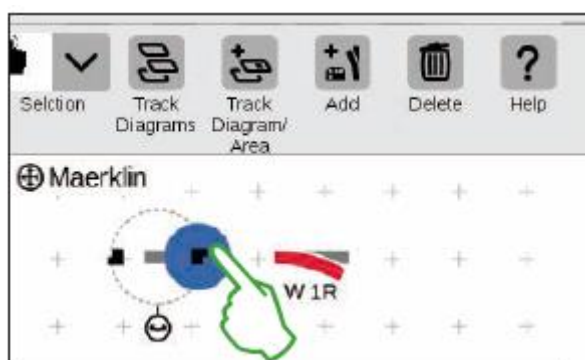 Selction
Track
Diagrams
Track
Diagram/
Area
Add
Delete
? 
Help
Maerklin
W 1R